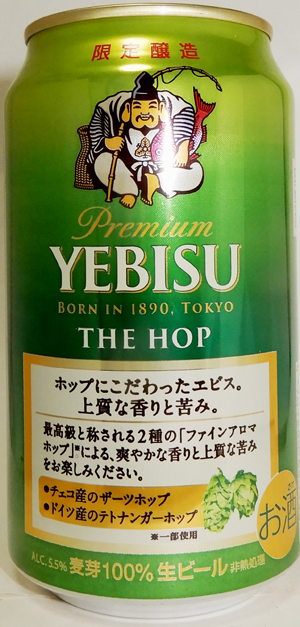 限定醸造
Premium
YEBISU
BORN IN 1890, TOKYO
THE HOP
ホップにこだわったエビス。
上質な香りと苦み。
最高級と称される2種の「ファインアロマ
ホップ」※による、爽やかな香りと上質な苦み
をお楽しみください。
•チェコ産のザーツホップ
•ドイツ産のテトナンガーホップ
※一部使用
お酒
ALC. 5.5% 麦芽100% 生ビール 非熱処理